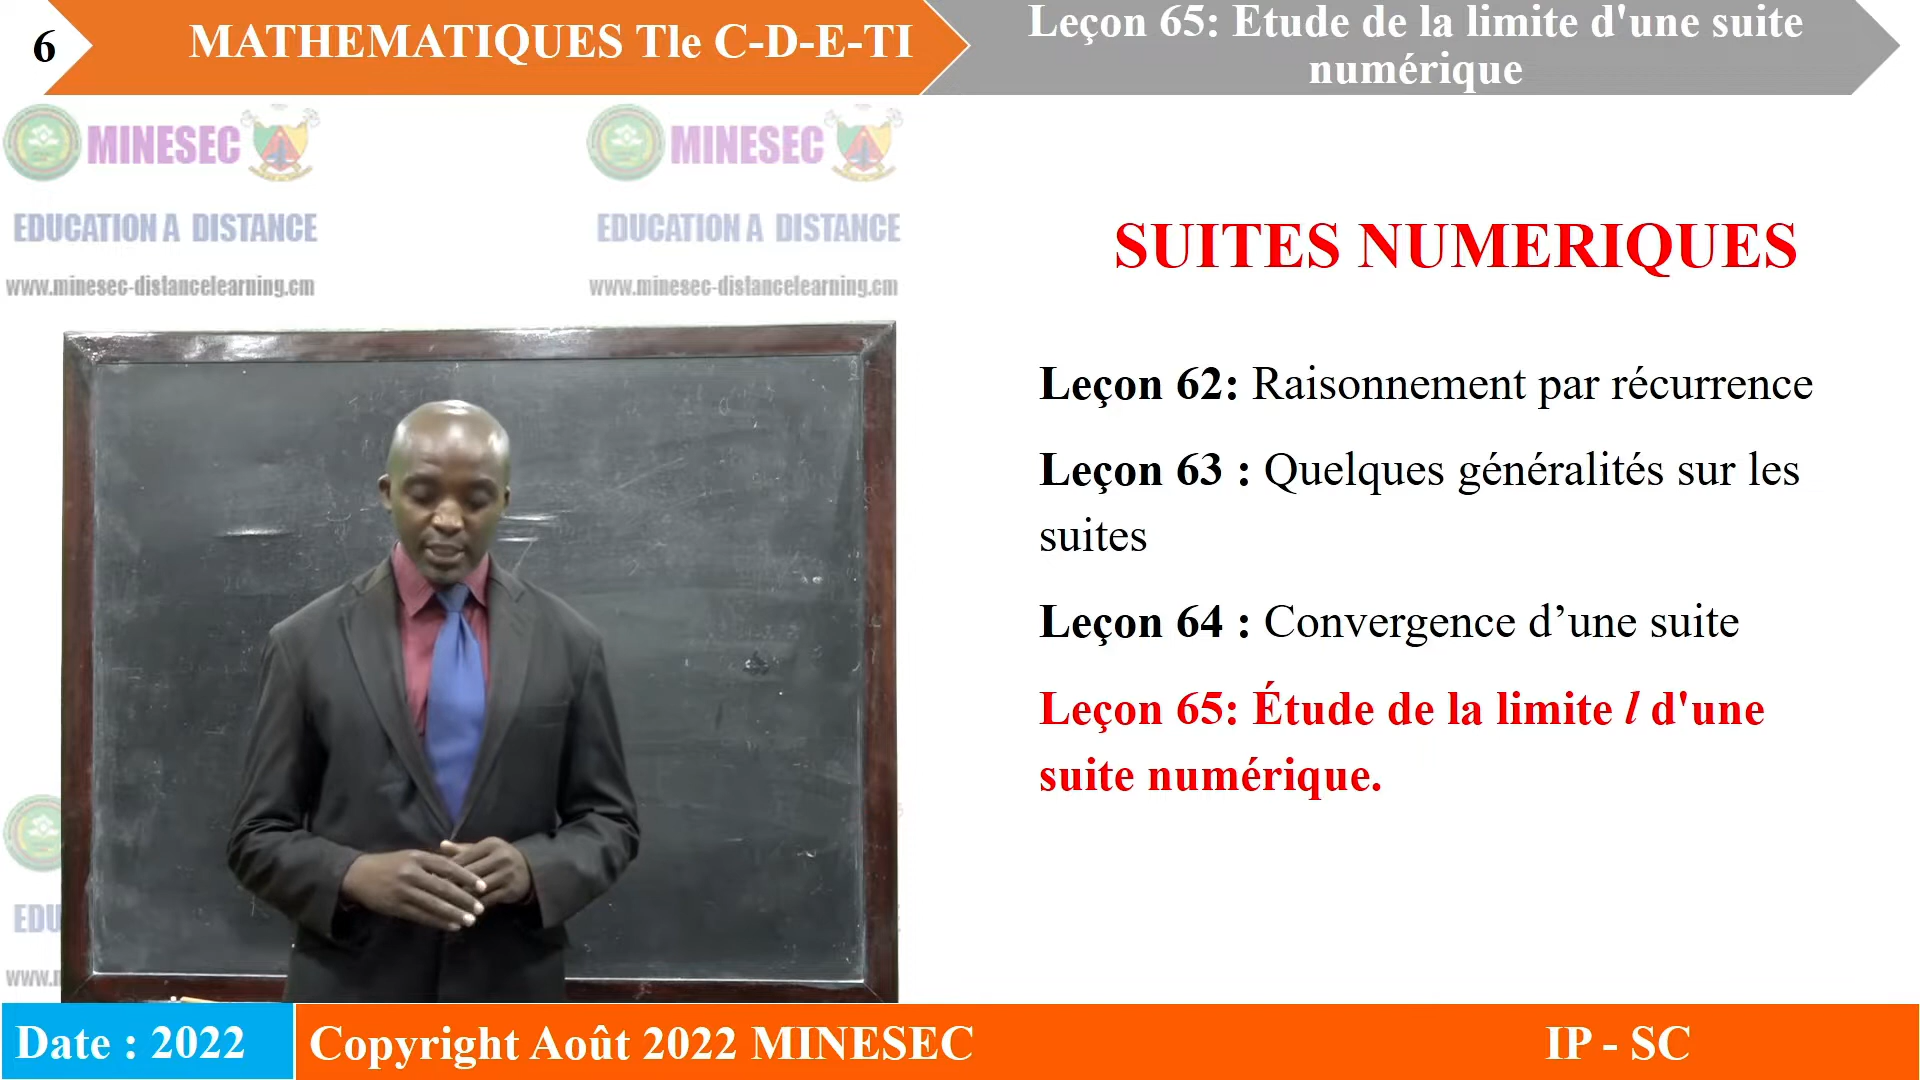 6
MATHEMATIQUES Tle C-D-E-TI
Leçon 65: Etude de la limite d'une suite
numérique
MINESEC
EDUCATION A DISTANCE
www.minesec-distancelearning.cm
MINESEC
EDUCATION A DISTANCE
www.minesec-distancelearning.cm
SUITES NUMERIQUES
Leçon 62: Raisonnement par récurrence
Leçon 63 : Quelques généralités sur les
suites
Leçon 64 : Convergence d’une suite
Leçon 65: Étude de la limite l d'une
suite numérique.
EDU
www.
Date : 2022
Copyright Août 2022 MINESEC
IP - SC